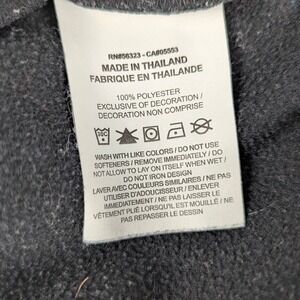 RN#56323 - CA#05553
MADE IN THAILAND
FABRIQUE EN THAILANDE
100% POLYESTER
EXCLUSIVE OF DECORATION /
DECORATION NON COMPRISE
WASH WITH LIKE COLORS / DO NOT USE
SOFTENERS / REMOVE IMMEDIATELY / DO
NOT ALLOW TO LAY ON ITSELF WHEN WET /
DO NOT IRON DESIGN
LAVER AVEC COULEURS SIMILAIRES / NE PAS
UTILISER D'ADOUCISSEUR / ENLEVER
IMMEDIATEMENT / NE PAS LAISSER LE
VÊTEMENT PLIÉ LORSQU'IL EST MOUILLÉ / NE
PAS REPASSER LE DESSIN